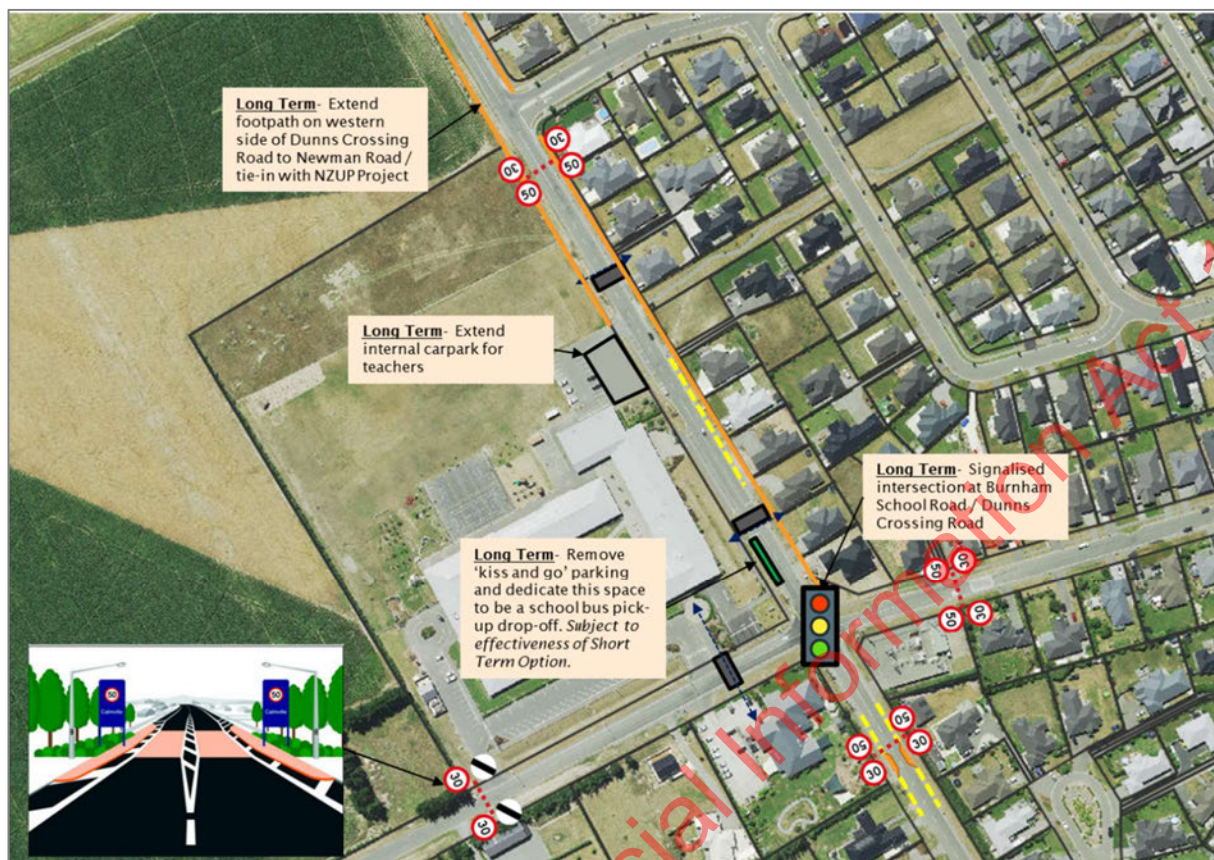 Long Term- Extend
footpath on western
side of Dunns Crossing
Road to Newman Road /
tie-in with NZUP Project
30
50
30
50
Long Term- Extend
internal carpark for
teachers
Long Term- Signalised
intersection at Burnham
School Road / Dunns
Crossing Road
Long Term- Remove
'kiss and go' parking
and dedicate this space
to be a school bus pick-
up drop-off. Subject to
effectiveness of Short
Term Option.
50
30
50
30
50
50
30
30
50
50
30
30
cial Information Act